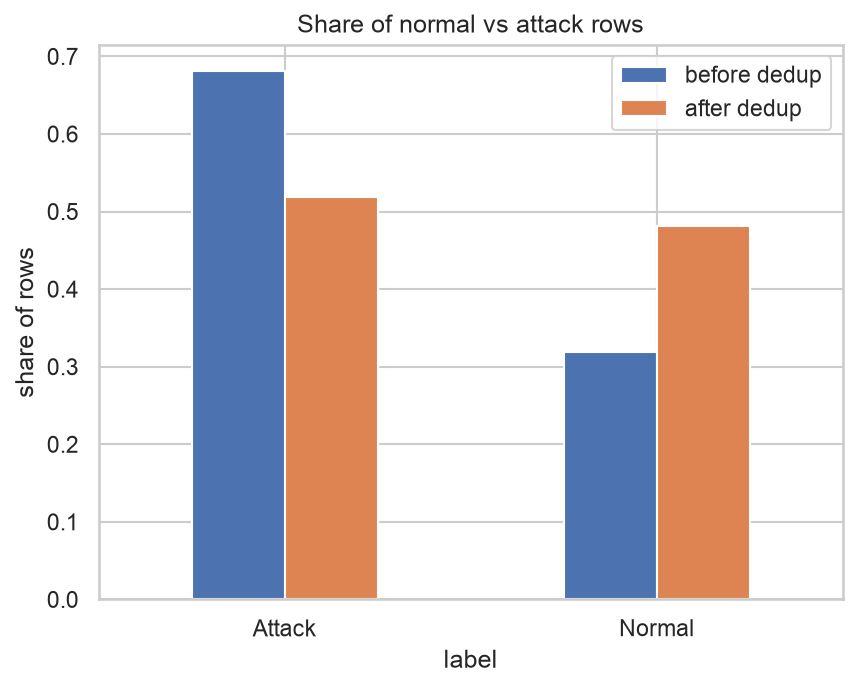 Share of normal vs attack rows
before dedup
after dedup
share of rows
0.7
0.6
0.5
0.4
0.3
0.2
0.1
0.0
Attack
Normal
label